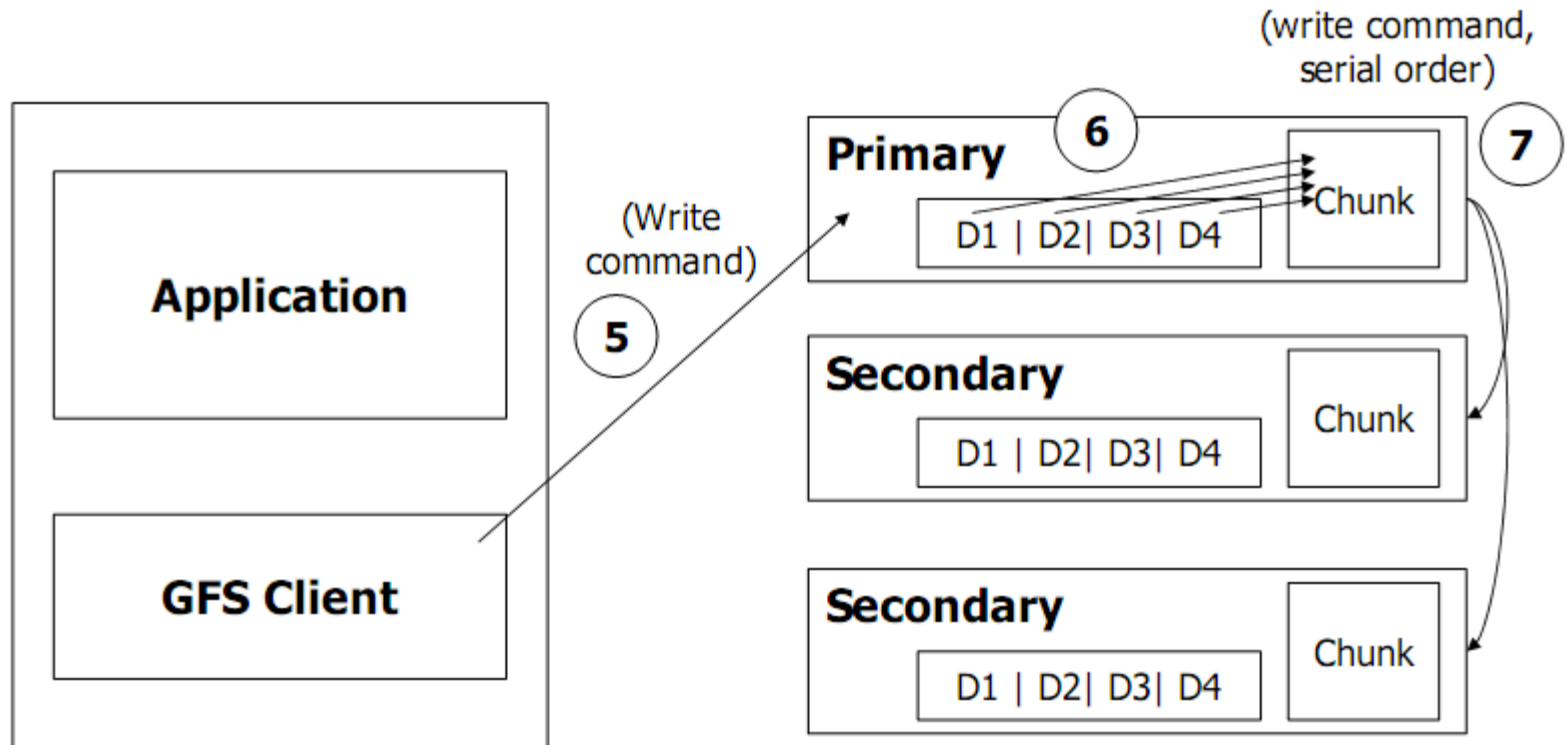 (write command,
serial order)
6
7
Primary
Chunk
D1 | D2| D3| D4
(Write
command)
5
Application
Secondary
Chunk
D1 | D2| D3| D4
GFS Client
Secondary
Chunk
D1 | D2| D3| D4